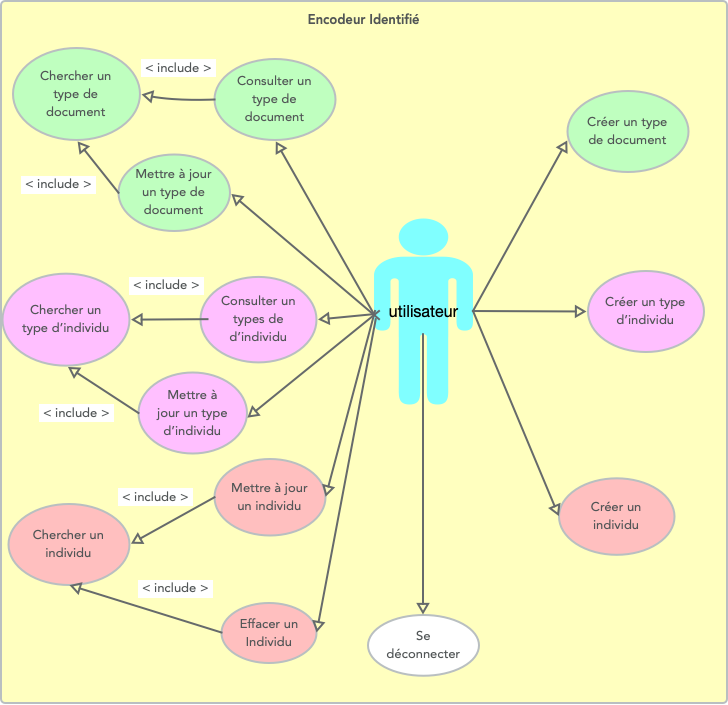 Encodeur Identifié
Chercher un
type de
document
< include >
Consulter un
type de
document
Créer un type
de document
< include >
Mettre à jour
un type de
document
Chercher un
type d'individu
< include >
Consulter un
types de
d'individu
utilisateur
Créer un type
d'individu
< include >
Mettre à
jour un type
d'individu
Chercher un
individu
< include >
Mettre à jour
un individu
Créer un
individu
< include >
Effacer un
Individu
Se
déconnecter